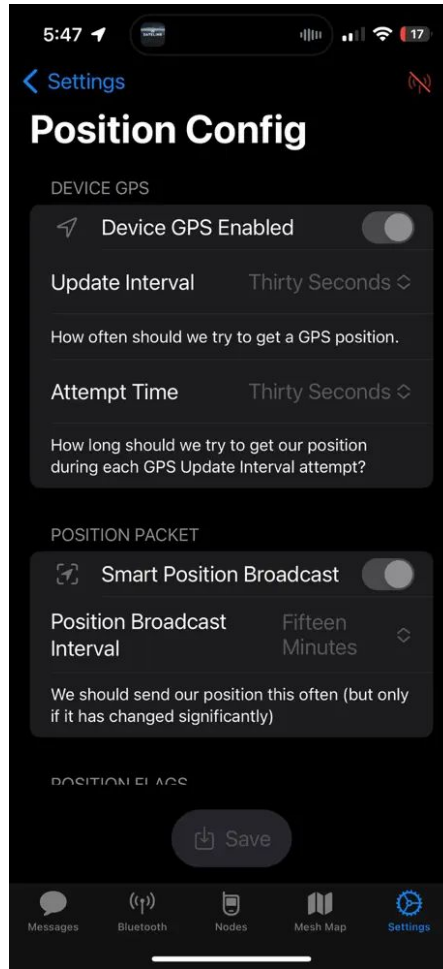 5:47
17
Settings
Position Config
DEVICE GPS
Device GPS Enabled
Update Interval
Thirty Seconds
How often should we try to get a GPS position.
Attempt Time
Thirty Seconds
How long should we try to get our position
during each GPS Update Interval attempt?
POSITION PACKET
Smart Position Broadcast
Position Broadcast
Interval
Fifteen
Minutes
We should send our position this often (but only
if it has changed significantly)
POSITION FLAGS
Save
Messages
Bluetooth
Nodes
Mesh Map
Settings